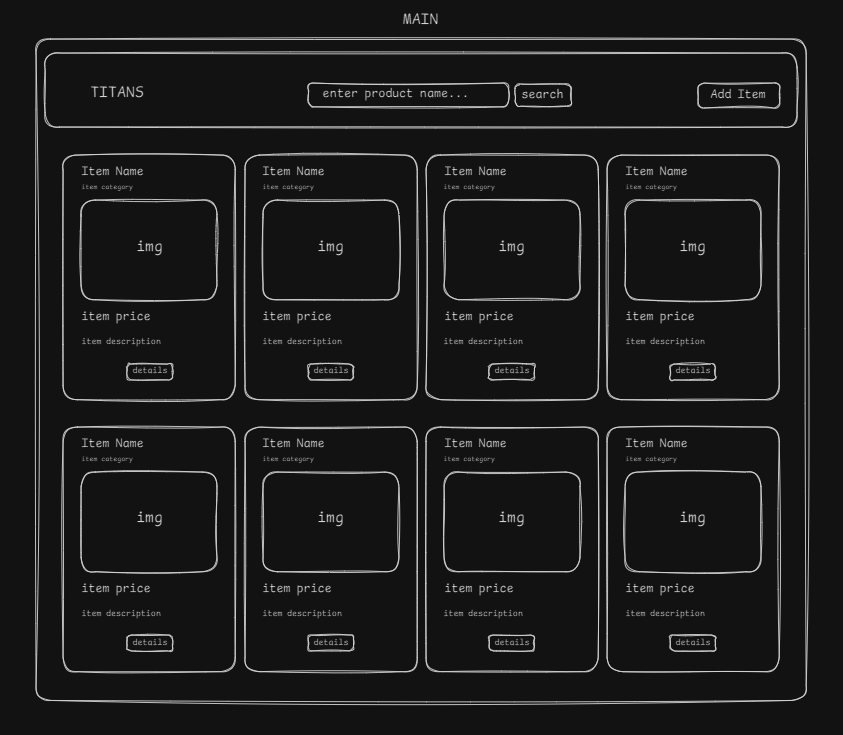 MAIN
TITANS
enter product name...
search
Add Item
Item Name
item category
img
item price
item description
details
Item Name
item category
img
item price
item description
details
Item Name
item category
img
item price
item description
details
Item Name
item category
img
item price
item description
details
Item Name
item category
img
item price
item description
details
Item Name
item category
img
item price
item description
details
Item Name
item category
img
item price
item description
details
Item Name
item category
img
item price
item description
details